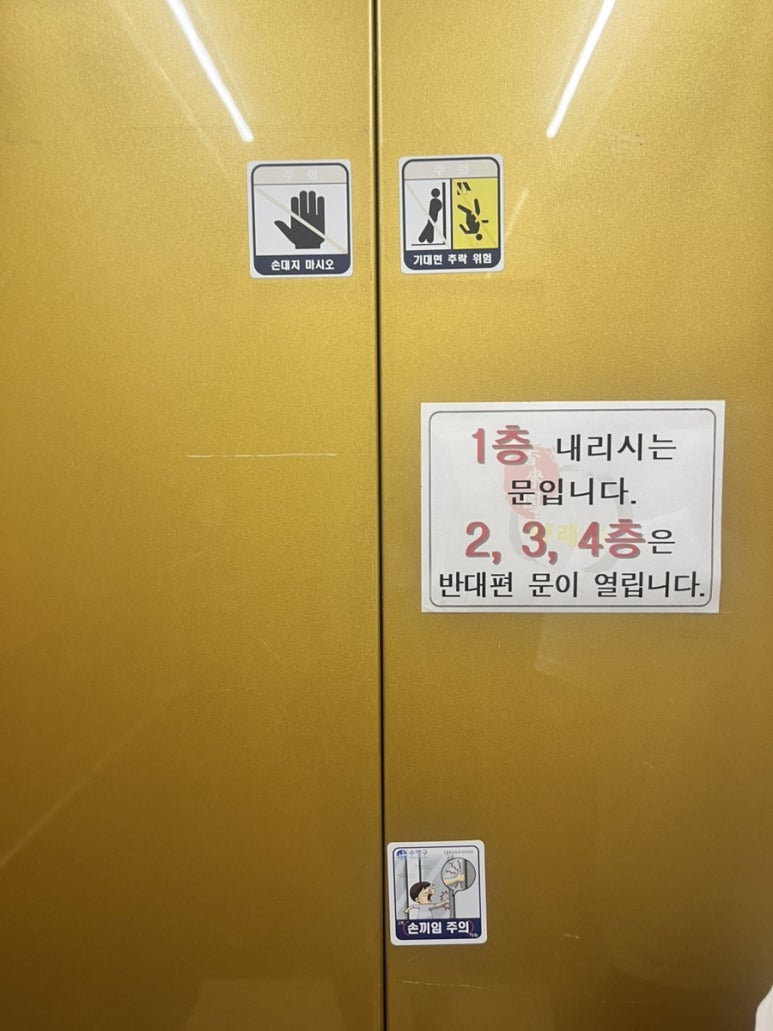 주 의
손대지 마시오
주 의
기대면 추락 위험
1층 내리시는
문입니다.
2, 3, 4층은
반대편 문이 열립니다.
수영구
손끼임 주의